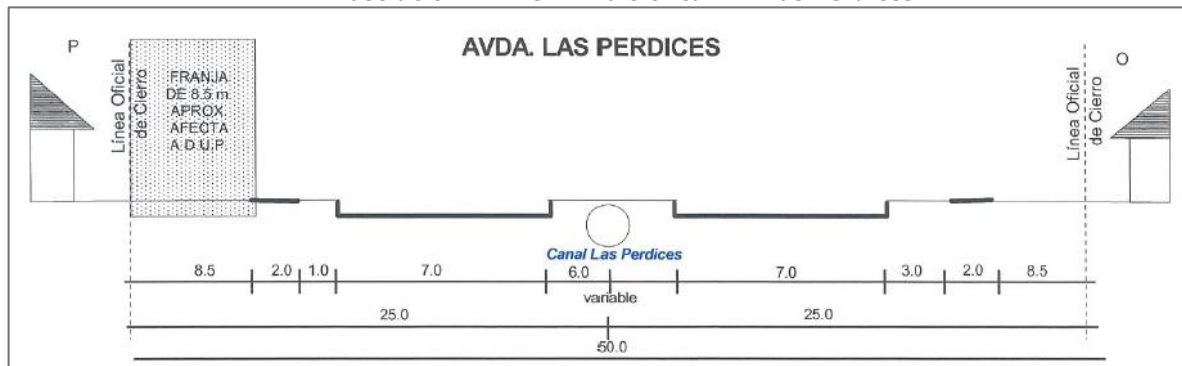 AVDA. LAS PERDICES
P
Línea Oficial
de Cierro
FRANJA
DE 8.5 m
APROX.
AFECTA
A D.U.P.
O
Línea Oficial
de Cierro
Canal Las Perdices
8.5 2.0 1.0 7.0 6.0 7.0 3.0 2.0 8.5
variable
25.0 25.0
50.0